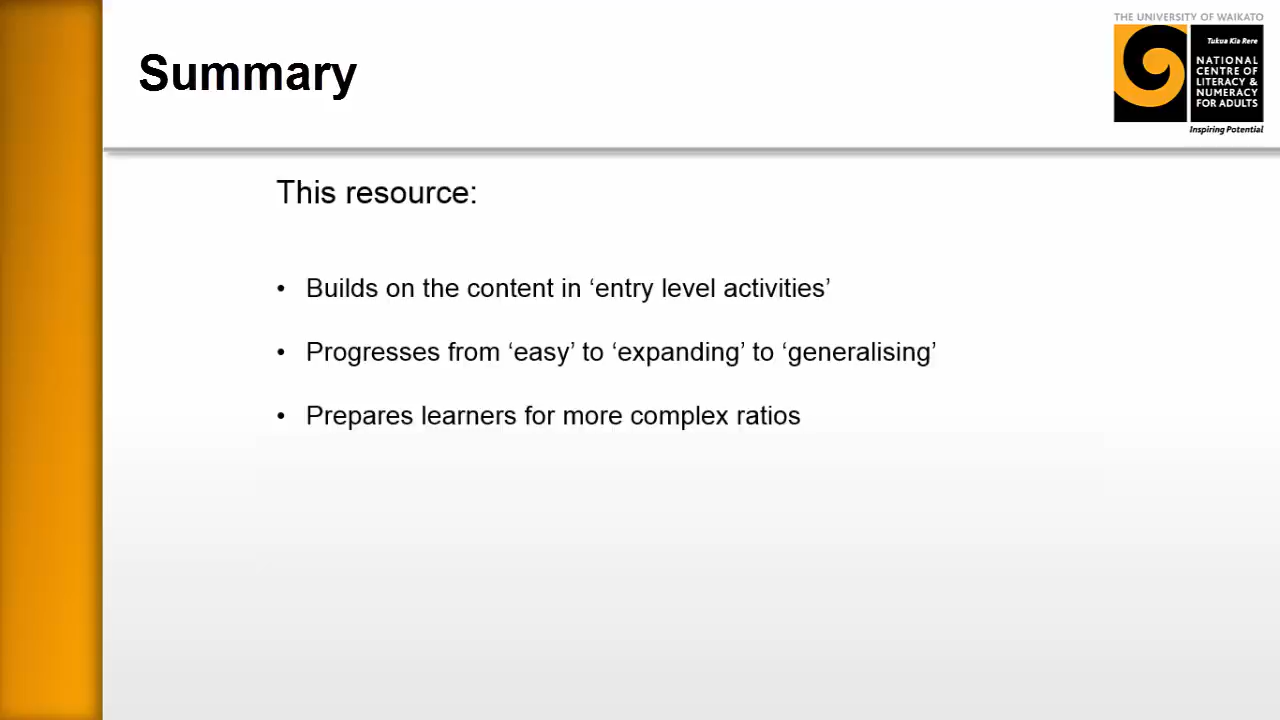 THE UNIVERSITY OF WAIKATO
Summary
Tukua Kia Rere
NATIONAL
CENTRE OF
LITERACY &
NUMERACY
FOR ADULTS
Inspiring Potential
This resource:
• Builds on the content in ‘entry level activities’
• Progresses from ‘easy’ to ‘expanding’ to ‘generalising’
• Prepares learners for more complex ratios